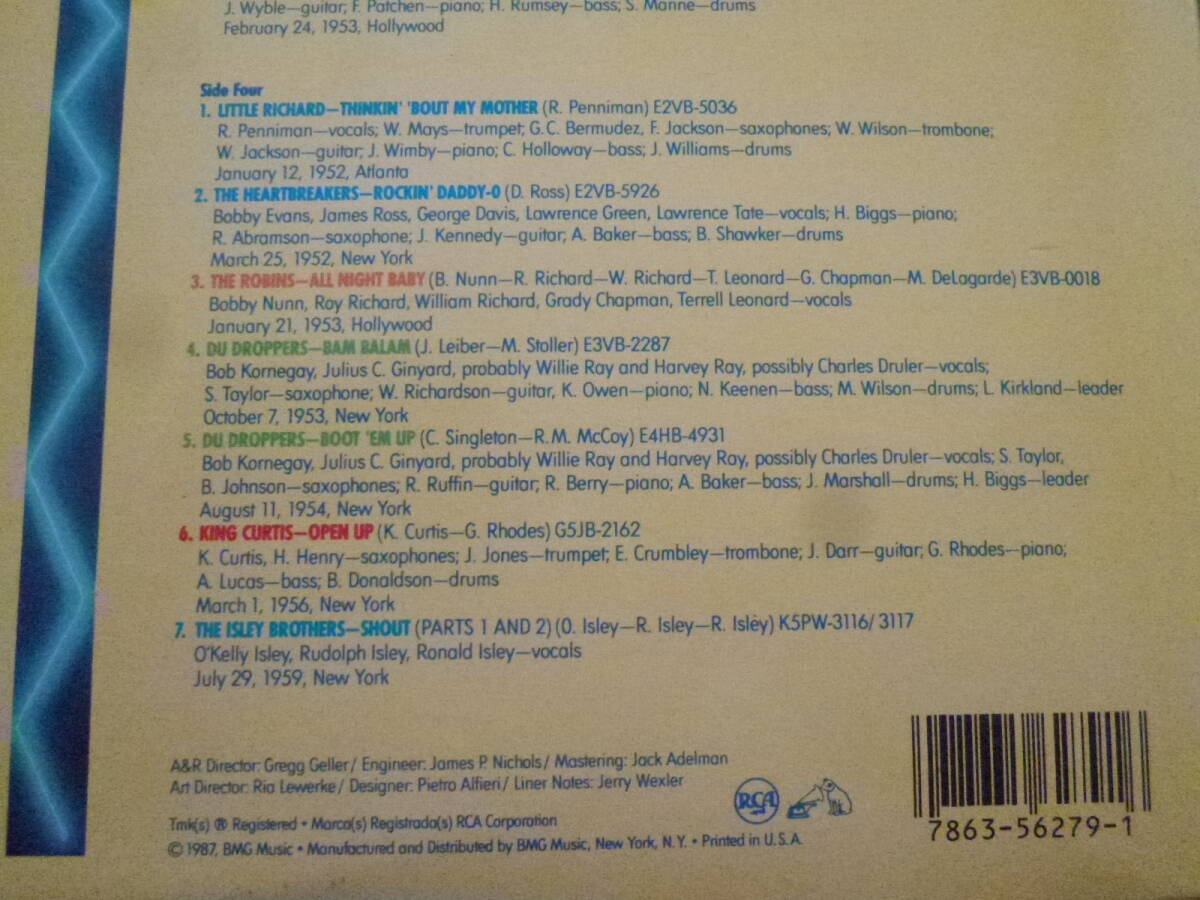 J. Wyble—guitar; F. Patchen—piano; H. Rumsey—bass; S. Manne—drums
February 24, 1953, Hollywood
Side Four
1. LITTLE RICHARD—THINKIN' 'BOUT MY MOTHER (R. Penniman) E2VB-5036
R. Penniman—vocals; W. Mays—trumpet; G.C. Bermudez, F. Jackson—saxophones; W. Wilson—trombone;
W. Jackson—guitar; J. Wimby—piano; C. Holloway—bass; J. Williams—drums
January 12, 1952, Atlanta
2. THE HEARTBREAKERS—ROCKIN' DADDY-O (D. Ross) E2VB-5926
Bobby Evans, James Ross, George Davis, Lawrence Green, Lawrence Tate—vocals; H. Biggs—piano;
R. Abramson—saxophone; J. Kennedy—guitar; A. Baker—bass; B. Shawker—drums
March 25, 1952, New York
3. THE ROBINS—ALL NIGHT BABY (B. Nunn—R. Richard—W. Richard—T. Leonard—G. Chapman—M. DeLagarde) E3VB-0018
Bobby Nunn, Roy Richard, William Richard, Grady Chapman, Terrell Leonard—vocals
January 21, 1953, Hollywood
4. DU DROPPERS—BAM BALAM (J. Leiber—M. Stoller) E3VB-2287
Bob Kornegay, Julius C. Ginyard, probably Willie Ray and Harvey Ray, possibly Charles Druler—vocals;
S. Taylor—saxophone; W. Richardson—guitar, K. Owen—piano; N. Keenen—bass; M. Wilson—drums; L. Kirkland—leader
October 7, 1953, New York
5. DU DROPPERS—BOOT 'EM UP (C. Singleton—R.M. McCoy) E4HB-4931
Bob Kornegay, Julius C. Ginyard, probably Willie Ray and Harvey Ray, possibly Charles Druler—vocals; S. Taylor,
B. Johnson—saxophones; R. Ruffin—guitar; R. Berry—piano; A. Baker—bass; J. Marshall—drums; H. Biggs—leader
August 11, 1954, New York
6. KING CURTIS—OPEN UP (K. Curtis—G. Rhodes) G5JB-2162
K. Curtis, H. Henry—saxophones; J. Jones—trumpet; E. Crumbley—trombone; J. Darr—guitar; G. Rhodes—piano;
A. Lucas—bass; B. Donaldson—drums
March 1, 1956, New York
7. THE ISLEY BROTHERS—SHOUT (PARTS 1 AND 2) (O. Isley—R. Isley—R. Isley) K5PW-3116/3117
O'Kelly Isley, Rudolph Isley, Ronald Isley—vocals
July 29, 1959, New York
A&R Director: Gregg Geller/ Engineer: James P. Nichols/ Mastering: Jack Adelman
Art Director: Ria Lewerke/ Designer: Pietro Alfieri/ Liner Notes: Jerry Wexler
RCA
Tmk(s) ® Registered • Marca(s) Registrada(s) RCA Corporation
© 1987, BMG Music • Manufactured and Distributed by BMG Music, New York, N.Y. • Printed in U.S.A.
7863-56279-1